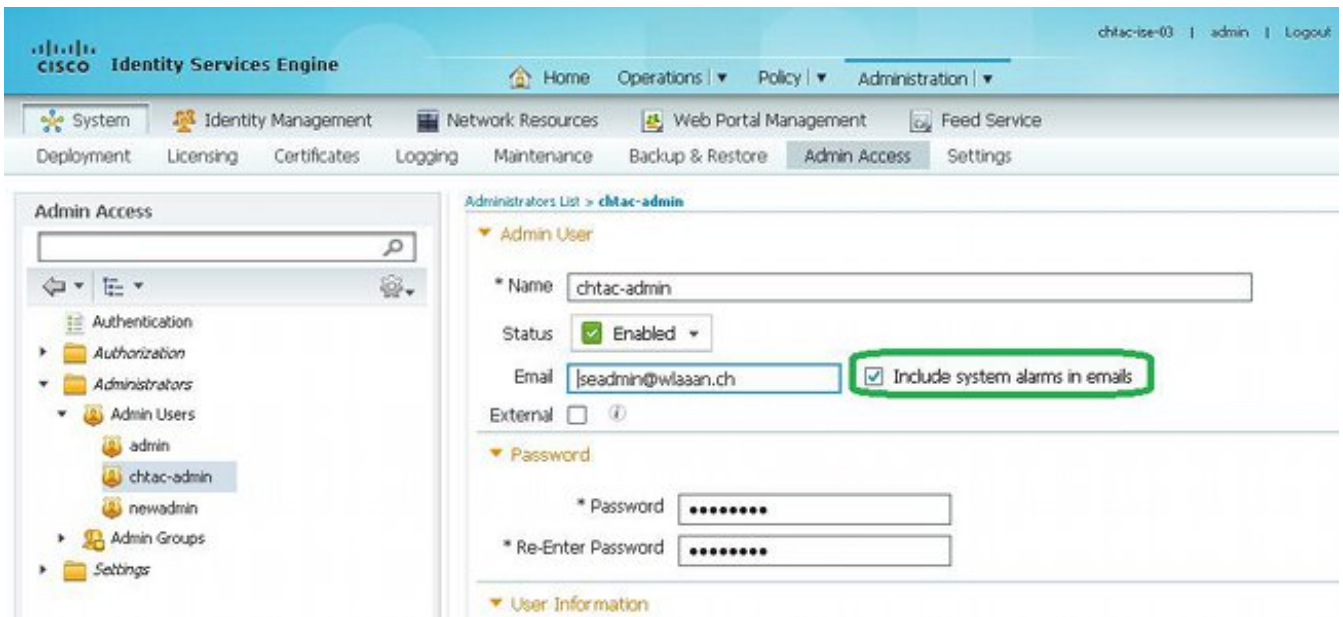 chtac-ise-03 | admin | Logout
CISCO Identity Services Engine
Home Operations | Policy | Administration |
System Identity Management Network Resources Web Portal Management Feed Service
Deployment Licensing Certificates Logging Maintenance Backup & Restore Admin Access Settings
Admin Access
Authentication
Authorization
Administrators
Admin Users
admin
chtac-admin
newadmin
Admin Groups
Settings
Administrators List > chtac-admin
Admin User
* Name chtac-admin
Status Enabled
Email iseadmin@wlaaan.ch Include system alarms in emails
External i
Password
* Password ••••••••
* Re-Enter Password ••••••••
User Information